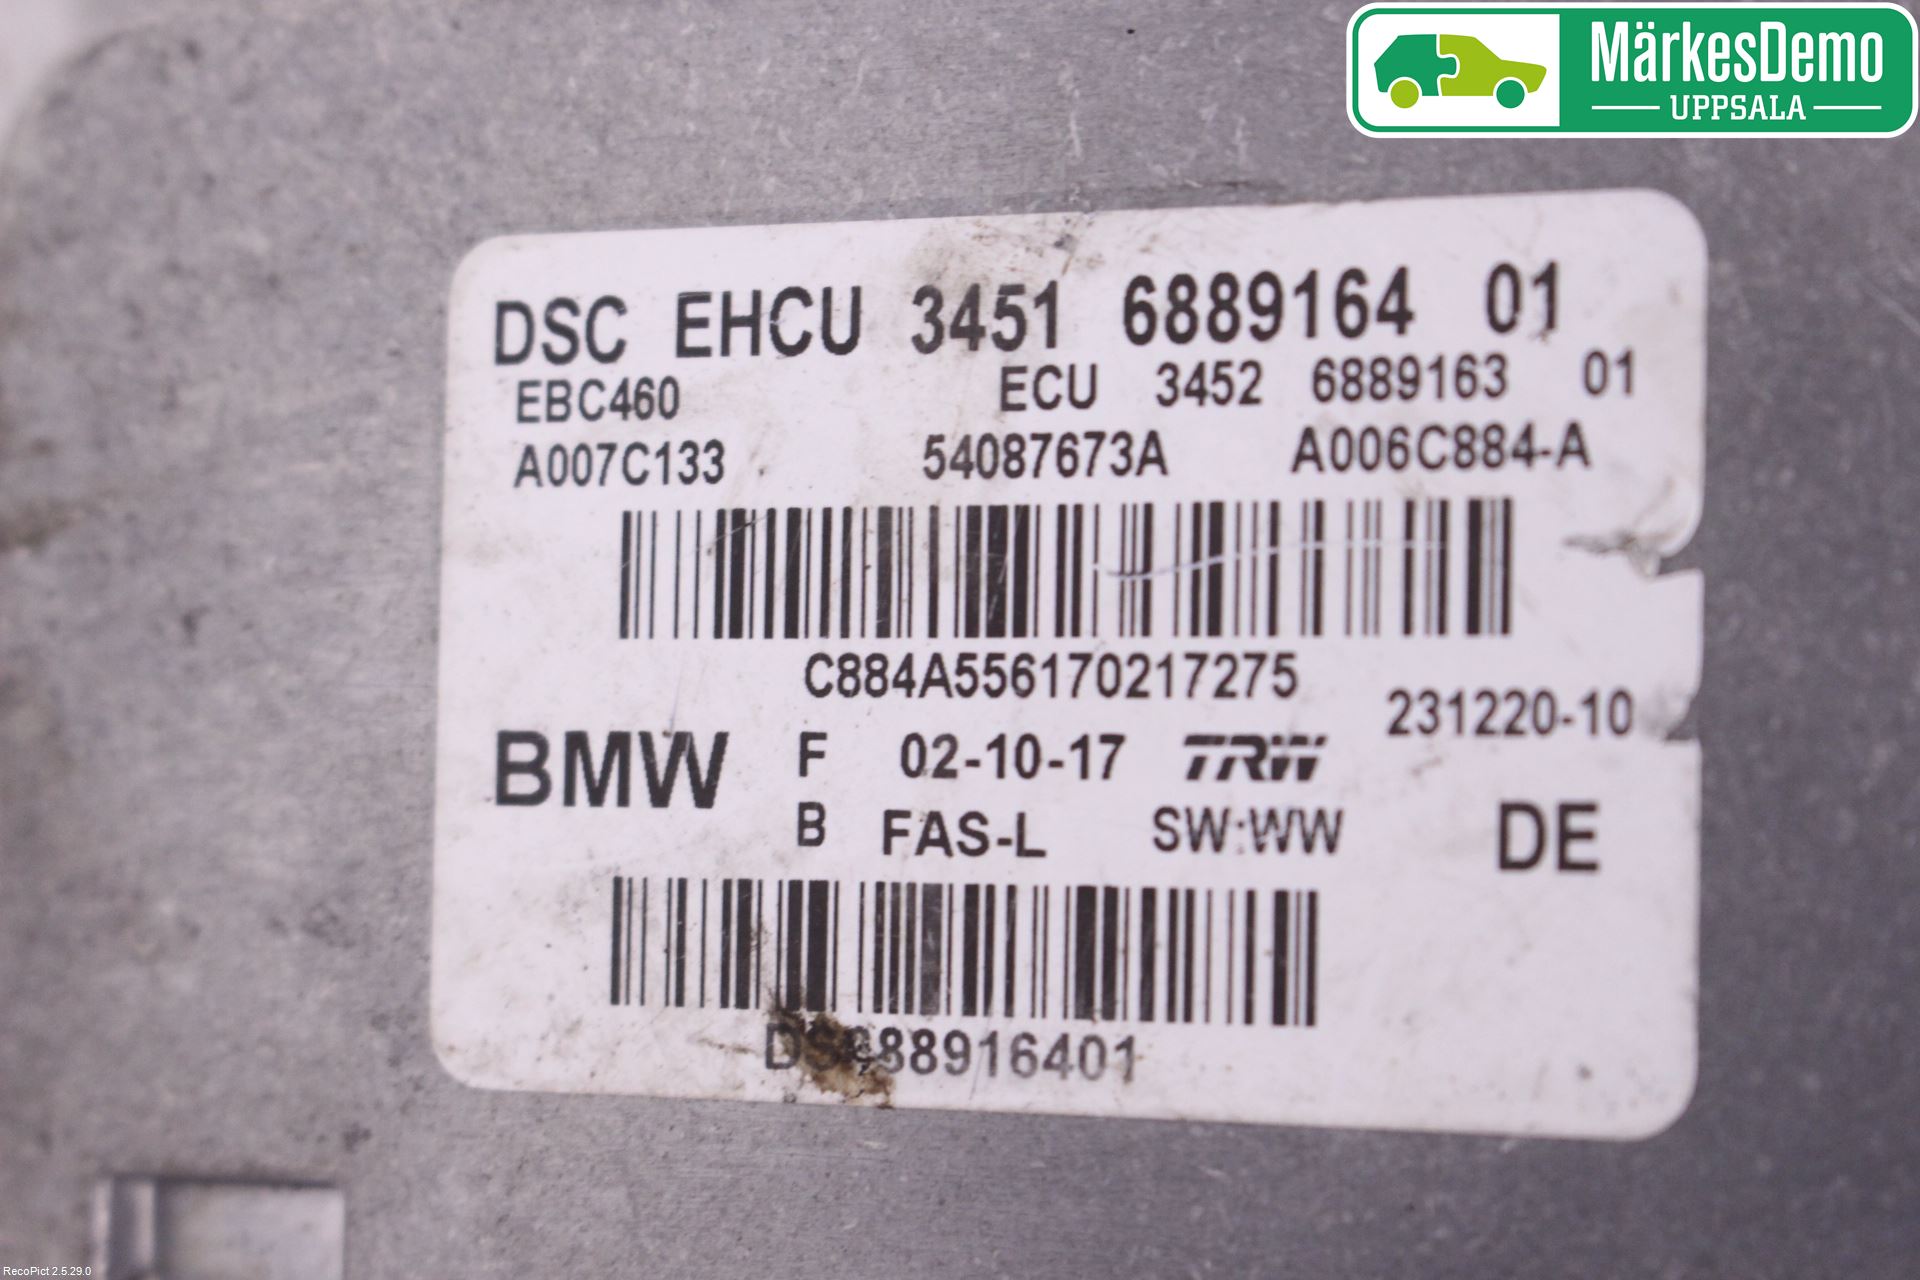 MärkesDemo
UPPSALA
DSC EHCU 3451 6889164 01
EBC460 ECU 3452 6889163 01
A007C133 54087673A A006C884-A
C884A556170217275
231220-10
BMW F 02-10-17 TRW
B FAS-L SW:WW DE
RecoPict 2.5.29.0